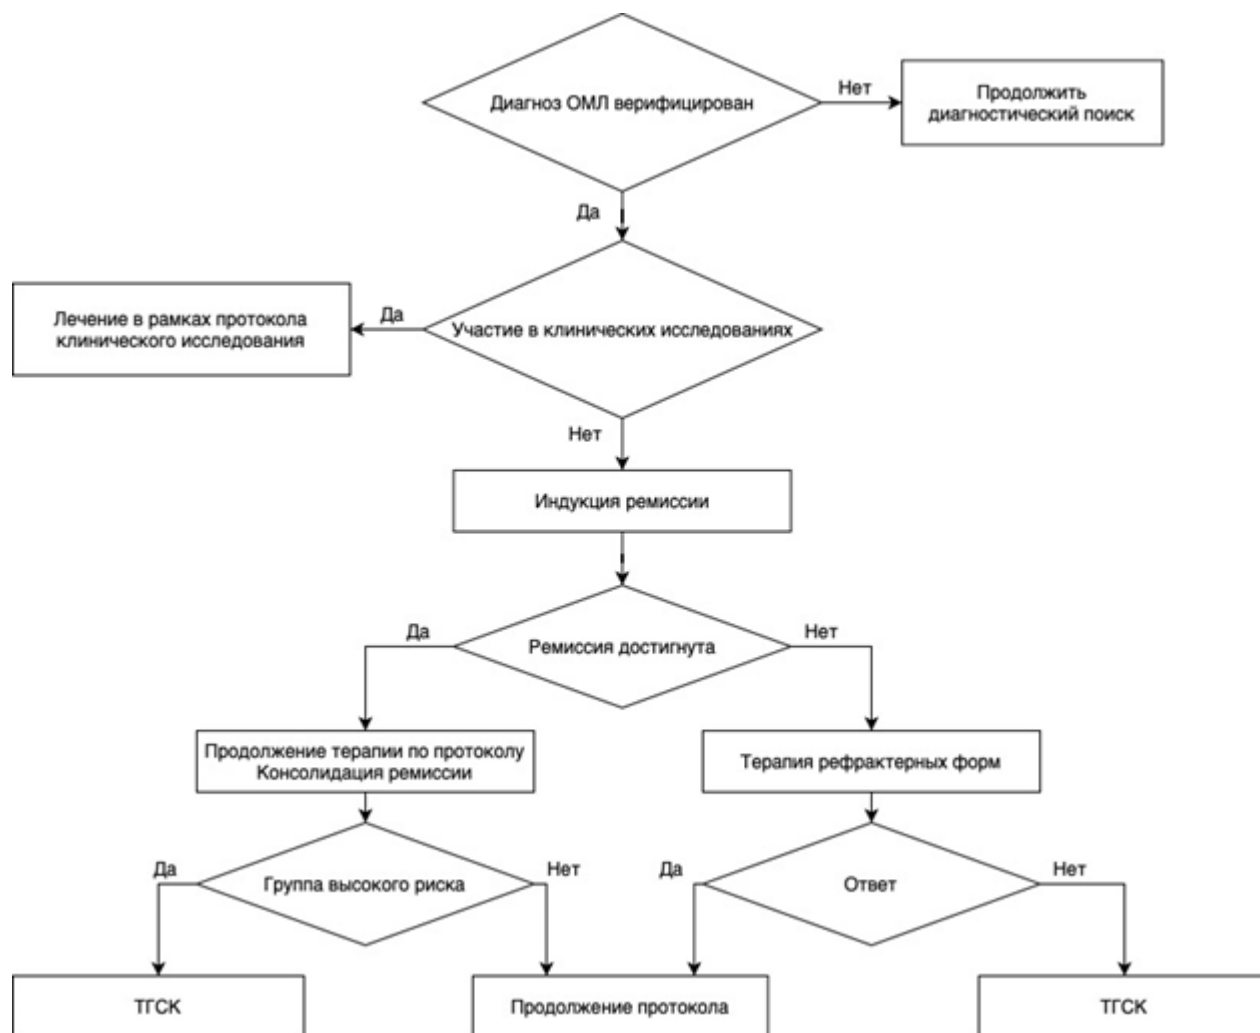 Диагноз ОМЛ верифицирован
Нет
Продолжить
диагностический поиск
Да
Лечение в рамках протокола
клинического исследования
Да
Участие в клинических исследованиях
Нет
Индукция ремиссии
Да
Ремиссия достигнута
Нет
Продолжение терапии по протоколу
Консолидация ремиссии
Терапия рефрактерных форм
Да
Группа высокого риска
Нет
Да
Ответ
Нет
ТГСК
Продолжение протокола
ТГСК